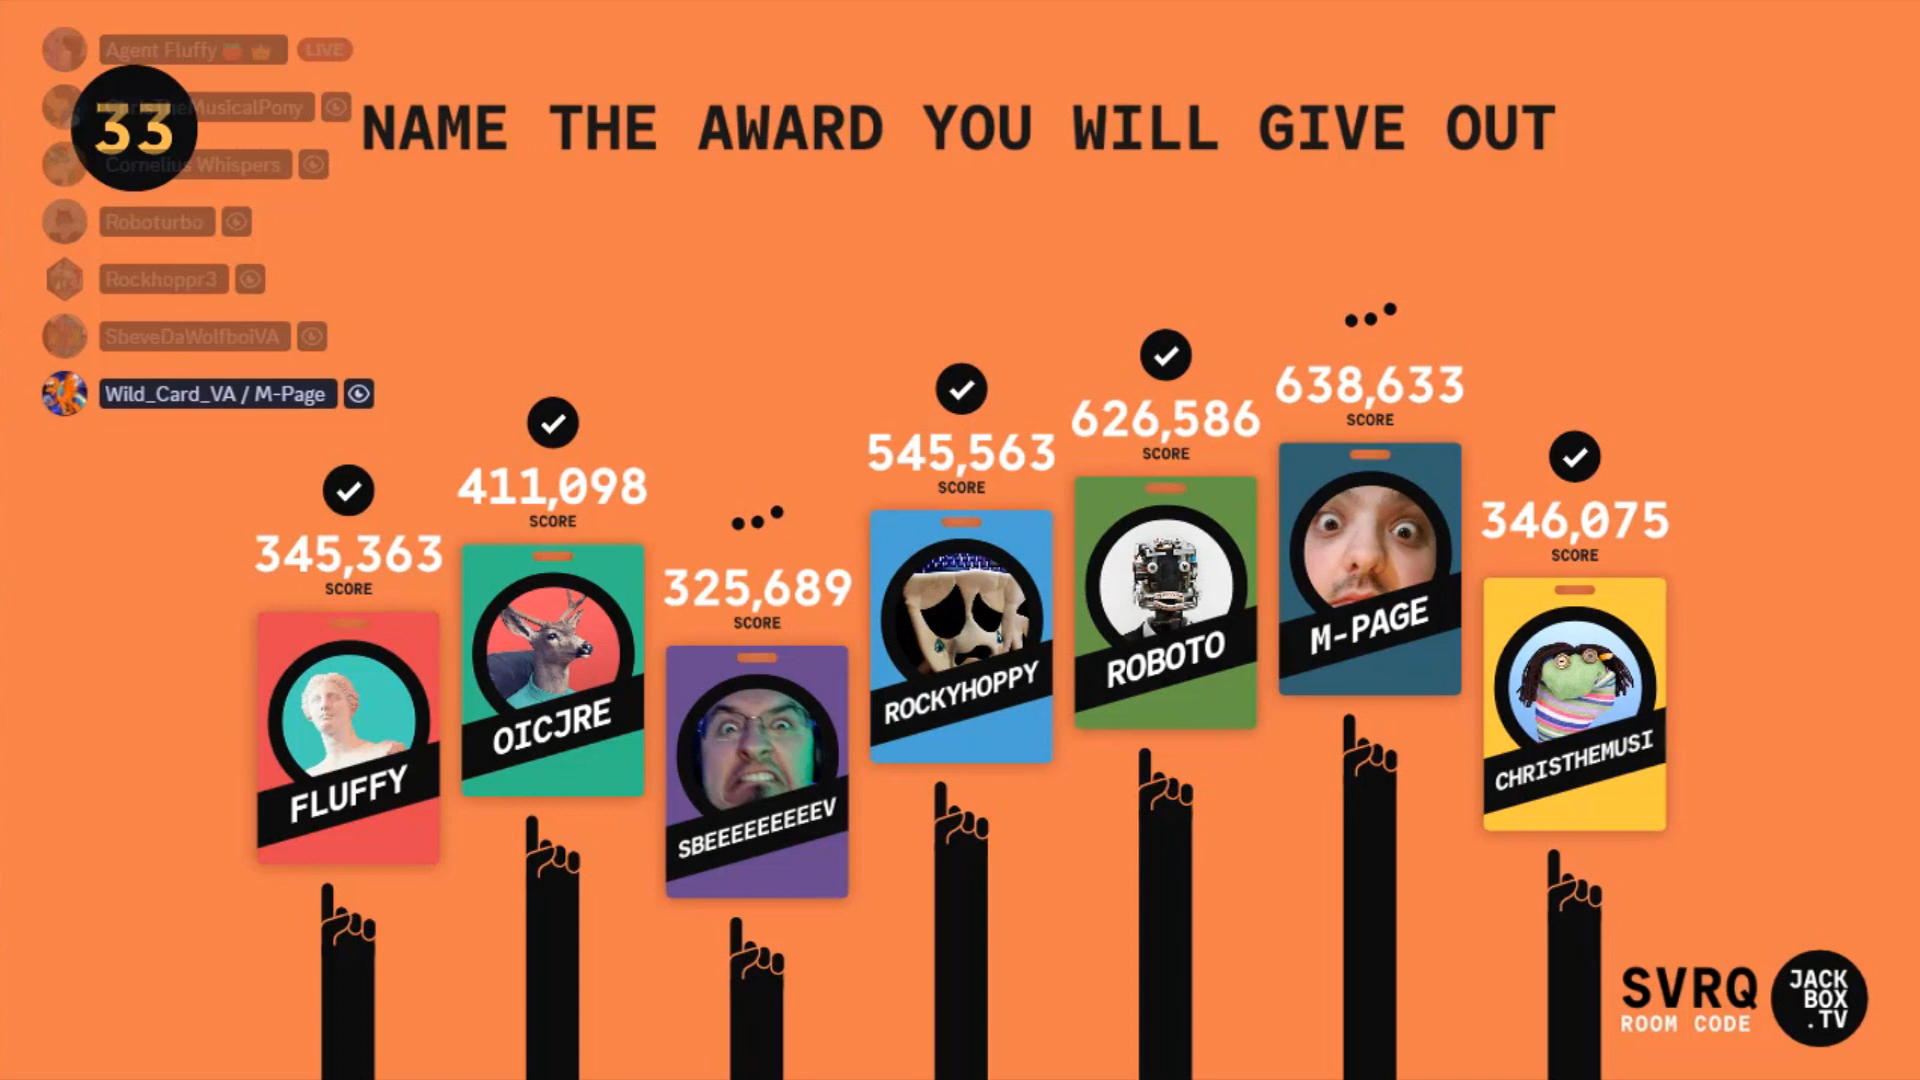 Agent Fluffy LIVE
ChrisTheMusicalPony
33
NAME THE AWARD YOU WILL GIVE OUT
Cornelius Whispers
Roboturbo
Rockhoppr3
SbeveDaWolfboiVA
Wild_Card_VA / M-Page
345,363
SCORE
FLUFFY
411,098
SCORE
OICJRE
325,689
SCORE
SBEEEEEEEEEV
545,563
SCORE
ROCKYHOPPY
626,586
SCORE
ROBOTO
638,633
SCORE
M-PAGE
346,075
SCORE
CHRISTHEMUSI
SVRQ
ROOM CODE
JACK
BOX
.TV